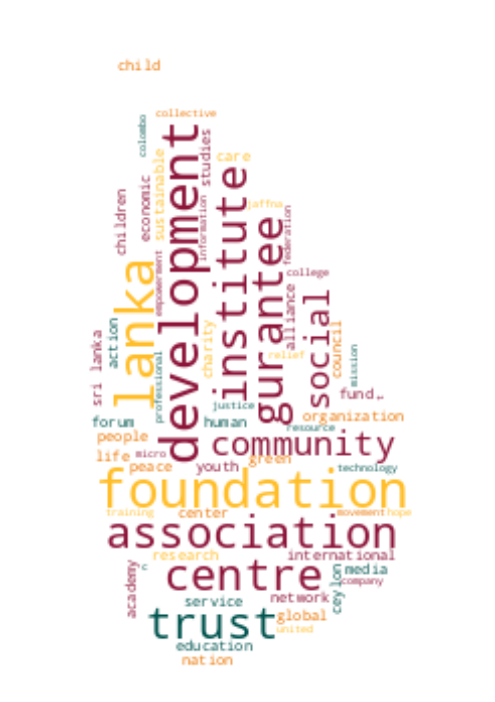 child
collective
colombo
development
studies
care
sustainable
institute
economic
children
information
jaffna
federation
gurantee
empowerment
lanka
college
alliance
social
action
sri lanka
charity
council
mission
relief
professional
fund.
justice
organization
forum
human
resource
people
community
life
micro
peace
youth
green
technology
foundation
training
center
movement
hope
association
research
international
academy
c
centre
ceylon
media
company
service
network
trust
global
united
education
nation